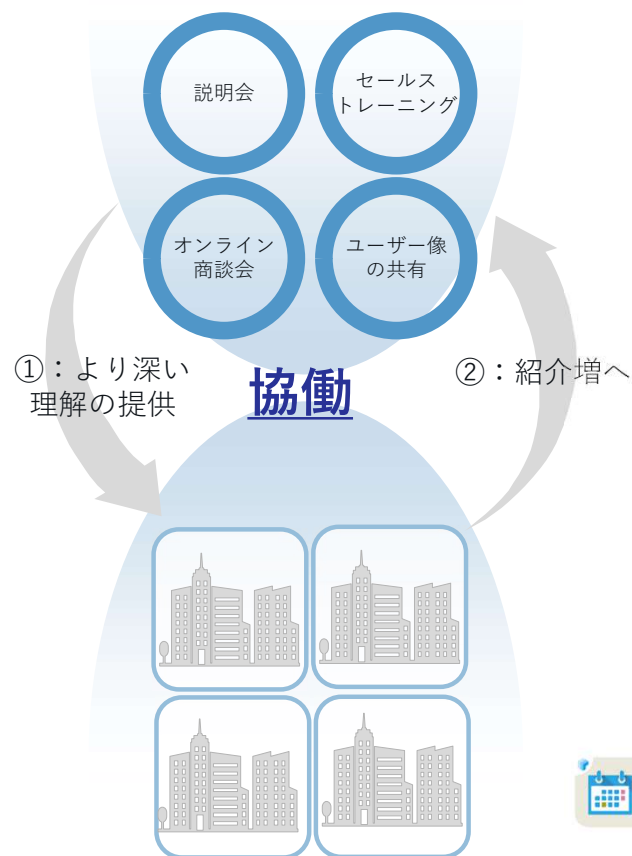 説明会
セールス
トレーニング
オンライン
商談会
ユーザー像
の共有
①：より深い
理解の提供
協働
②：紹介増へ